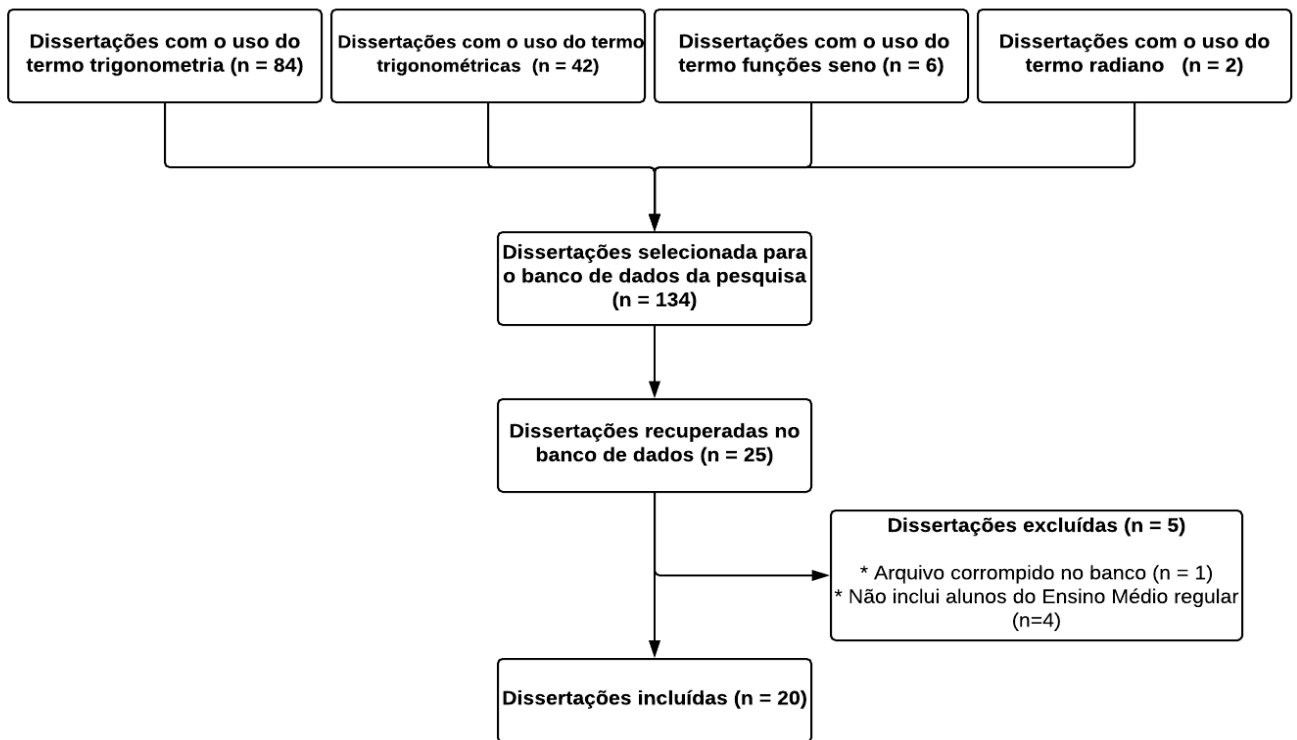 Dissertações com o uso do
termo trigonometria (n = 84)
Dissertações com o uso do termo
trigonométricas (n = 42)
Dissertações com o uso do
termo funções seno (n = 6)
Dissertações com o uso do
termo radiano (n = 2)
Dissertações selecionada para
o banco de dados da pesquisa
(n = 134)
Dissertações recuperadas no
banco de dados (n = 25)
Dissertações excluídas (n = 5)
* Arquivo corrompido no banco (n = 1)
* Não inclui alunos do Ensino Médio regular
(n=4)
Dissertações incluídas (n = 20)